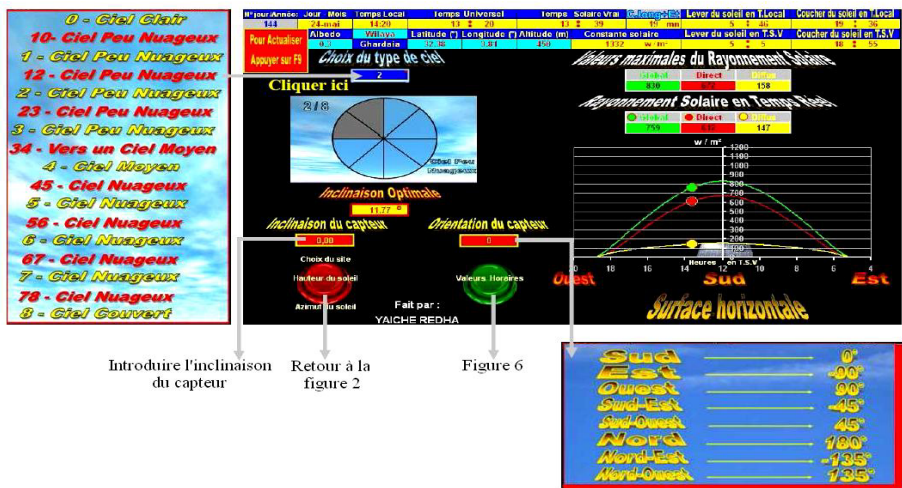 0 - Ciel Clair
10- Ciel Peu Nuageux
1 - Ciel Peu Nuageux
12 - Ciel Peu Nuageux
2 - Ciel Peu Nuageux
23 - Ciel Peu Nuageux
3 - Ciel Peu Nuageux
34 - Vers un Ciel Moyen
4 - Ciel Moyen
45 - Ciel Nuageux
5 - Ciel Nuageux
56 - Ciel Nuageux
6 - Ciel Nuageux
67 - Ciel Nuageux
7 - Ciel Nuageux
78 - Ciel Nuageux
8 - Ciel Couvert
N° jour/Année: Jour Mois Temps Local Temps Universel Temps Solaire Vrai Lever du soleil en T.Local Coucher du soleil en T.Local
144 24-mai 14:20 13 : 20 13 : 39 19 mn 5 : 46 19 : 36
Pour Actualiser
Appuyer sur F9
Albedo Wilaya Latitude (°) Longitude (°) Altitude (m) Constante solaire Lever du soleil en T.S.V Coucher du soleil en T.S.V
0,3 Ghardaia 32,38 3,81 450 1332 w / m² 5 : 5 18 : 55
Choix du type de ciel
2
Cliquer ici
2/8
Ciel Peu
Nuageux
Inclinaison Optimale
11,77 °
Inclinaison du capteur
0,00
Orientation du capteur
0
Choix du site
Hauteur du soleil
Azimut du soleil
Valeurs Horaires
Fait par :
YAICHE REDHA
Valeurs maximales du Rayonnement Solaire
Global Direct Diffus
830 672 158
Rayonnement Solaire en Temps Réel
Global Direct Diffus
759 612 147
w / m²
1200
1100
1000
900
800
700
600
500
400
300
200
100
Heures en T.S.V
20 18 16 14 12 10 8 6 4
Ouest Sud Est
Surface horizontale
Introduire l'inclinaison
du capteur
Retour à la
figure 2
Figure 6
Sud 0°
Est -90°
Ouest 90°
Sud-Est -45°
Sud-Ouest 45°
Nord 180°
Nord-Est -135°
Nord-Ouest 135°